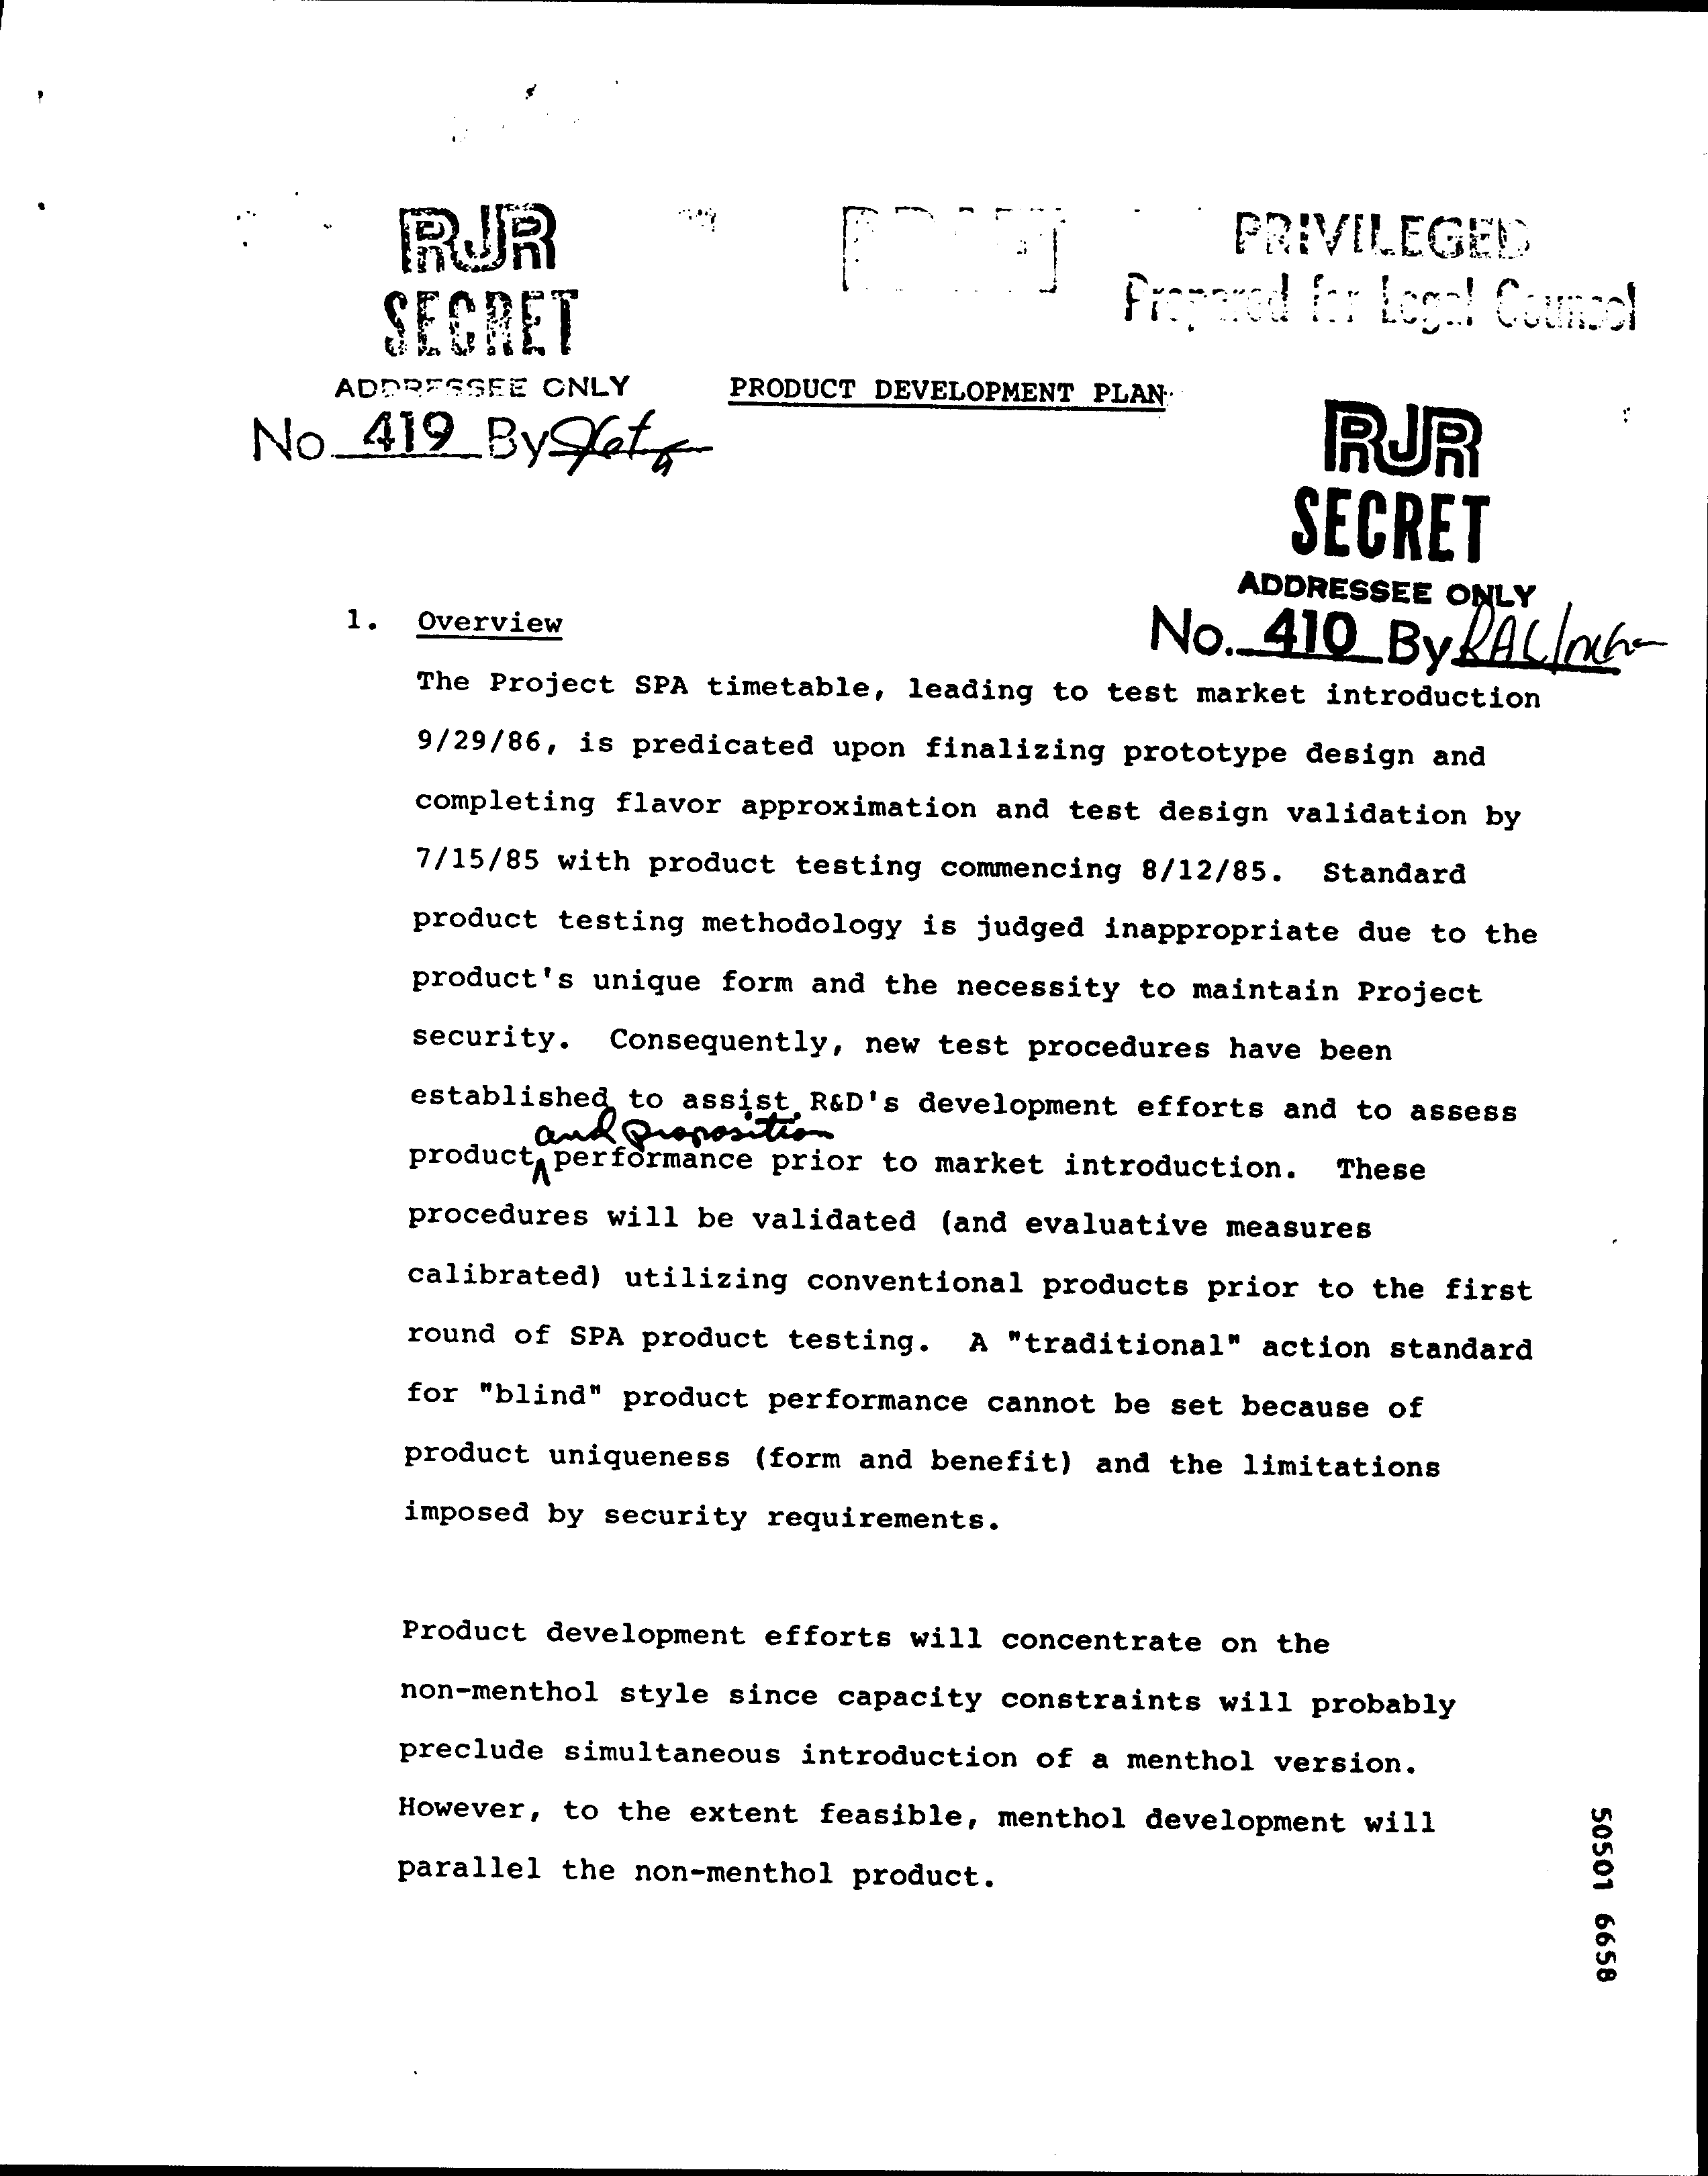 RJR
SECRET
ADDRESSEE ONLY
No. 419 By
DRAFT
PRIVILEGED
Prepared for Legal Counsel
PRODUCT DEVELOPMENT PLAN
RJR
SECRET
ADDRESSEE ONLY
No. 410 By
1. Overview
The Project SPA timetable, leading to test market introduction
9/29/86, is predicated upon finalizing prototype design and
completing flavor approximation and test design validation by
7/15/85 with product testing commencing 8/12/85. Standard
product testing methodology is judged inappropriate due to the
product's unique form and the necessity to maintain Project
security. Consequently, new test procedures have been
established to assist R&D's development efforts and to assess
and proposition
product performance prior to market introduction. These
procedures will be validated (and evaluative measures
calibrated) utilizing conventional products prior to the first
round of SPA product testing. A "traditional" action standard
for "blind" product performance cannot be set because of
product uniqueness (form and benefit) and the limitations
imposed by security requirements.
Product development efforts will concentrate on the
non-menthol style since capacity constraints will probably
preclude simultaneous introduction of a menthol version.
However, to the extent feasible, menthol development will
parallel the non-menthol product.
50501 6658